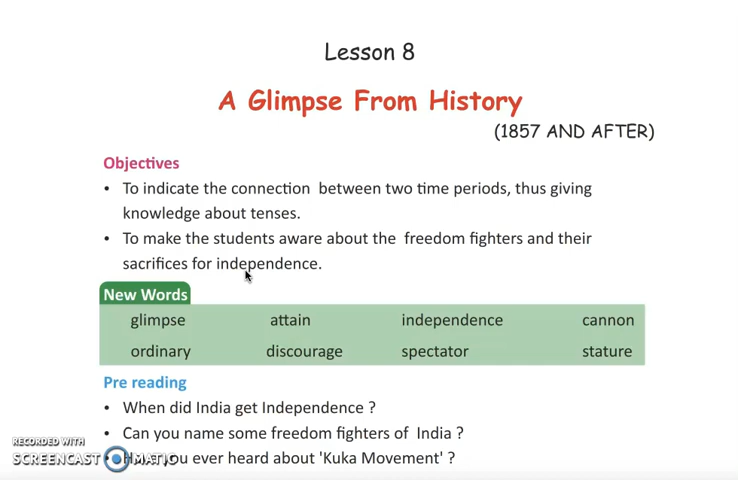 Lesson 8
A Glimpse From History
(1857 AND AFTER)
Objectives
• To indicate the connection between two time periods, thus giving
knowledge about tenses.
• To make the students aware about the freedom fighters and their
sacrifices for independence.
New Words
glimpse attain independence cannon
ordinary discourage spectator stature
Pre reading
• When did India get Independence ?
• Can you name some freedom fighters of India ?
• ever heard about 'Kuka Movement' ?
RECORDED WITH
SCREENCAST MATIC